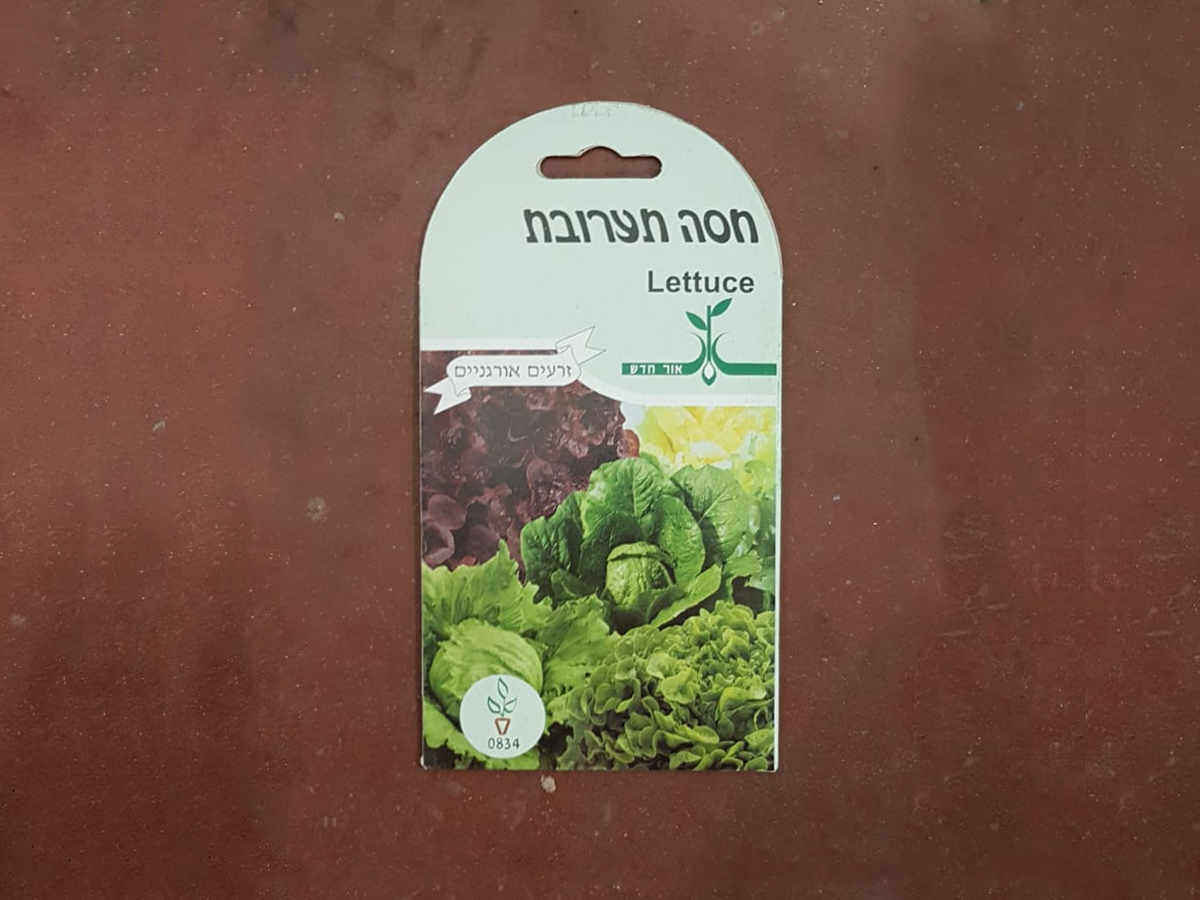 חסה תערובת
Lettuce
אור חדש
זרעים אורגניים
0834